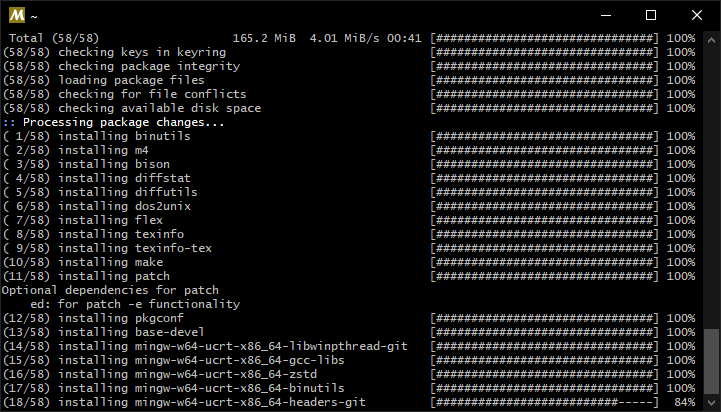 M ~
Total (58/58) 165.2 MiB 4.01 MiB/s 00:41 [###############################] 100%
(58/58) checking keys in keyring [###############################] 100%
(58/58) checking package integrity [###############################] 100%
(58/58) loading package files [###############################] 100%
(58/58) checking for file conflicts [###############################] 100%
(58/58) checking available disk space [###############################] 100%
:: Processing package changes...
( 1/58) installing binutils [###############################] 100%
( 2/58) installing m4 [###############################] 100%
( 3/58) installing bison [###############################] 100%
( 4/58) installing diffstat [###############################] 100%
( 5/58) installing diffutils [###############################] 100%
( 6/58) installing dos2unix [###############################] 100%
( 7/58) installing flex [###############################] 100%
( 8/58) installing texinfo [###############################] 100%
( 9/58) installing texinfo-tex [###############################] 100%
(10/58) installing make [###############################] 100%
(11/58) installing patch [###############################] 100%
Optional dependencies for patch
ed: for patch -e functionality
(12/58) installing pkgconf [###############################] 100%
(13/58) installing base-devel [###############################] 100%
(14/58) installing mingw-w64-ucrt-x86_64-libwinpthread-git [###############################] 100%
(15/58) installing mingw-w64-ucrt-x86_64-gcc-libs [###############################] 100%
(16/58) installing mingw-w64-ucrt-x86_64-zstd [###############################] 100%
(17/58) installing mingw-w64-ucrt-x86_64-binutils [###############################] 100%
(18/58) installing mingw-w64-ucrt-x86_64-headers-git [##########################-----] 84%